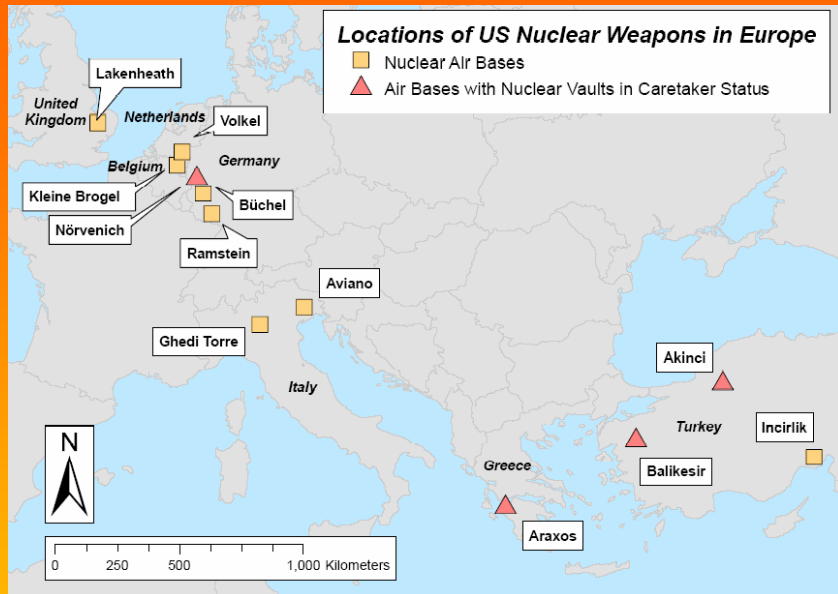 Locations of US Nuclear Weapons in Europe
Nuclear Air Bases
Air Bases with Nuclear Vaults in Caretaker Status
Lakenheath
United
Kingdom
Netherlands
Volkel
Belgium
Germany
Kleine Brogel
Büchel
Nörvenich
Ramstein
Aviano
Ghedi Torre
Akinci
Italy
Turkey
Incirlik
Greece
Balikesir
Araxos
N
0 250 500 1,000 Kilometers